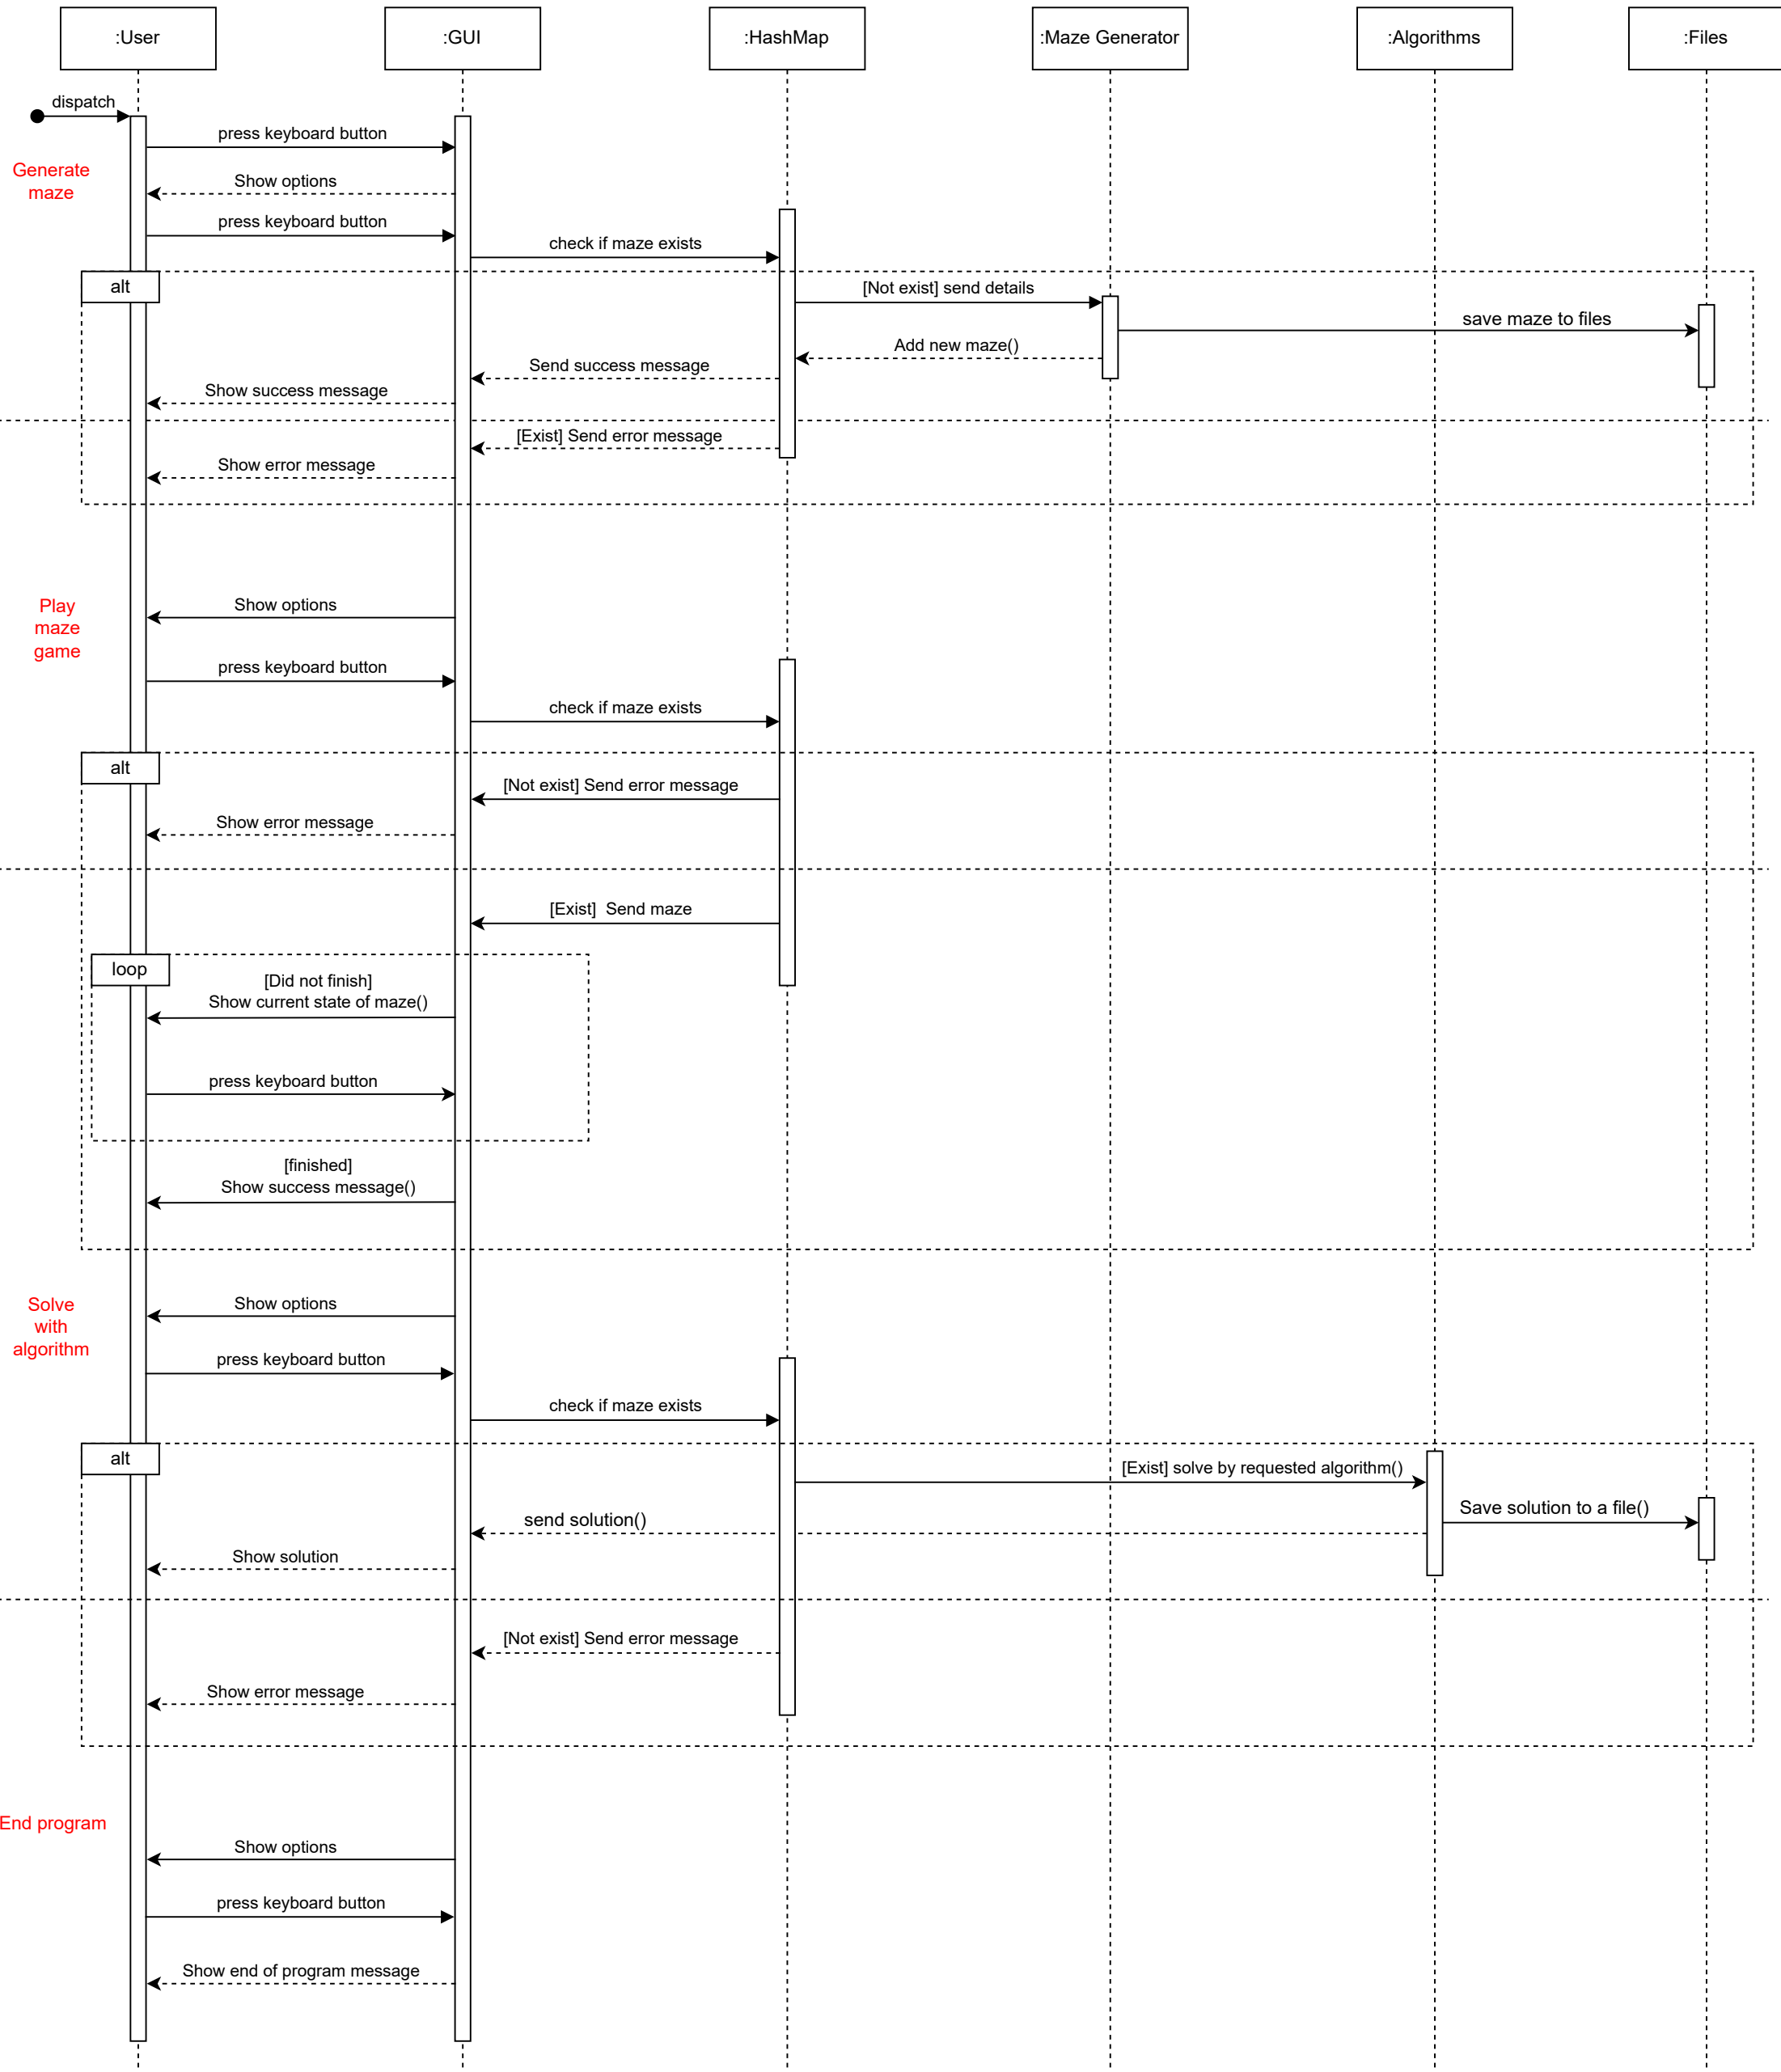 :User
:GUI
:HashMap
:Maze Generator
:Algorithms
:Files
dispatch
press keyboard button
Generate
maze
Show options
press keyboard button
check if maze exists
alt
[Not exist] send details
save maze to files
Add new maze()
Send success message
Show success message
[Exist] Send error message
Show error message
Play
maze
game
Show options
press keyboard button
check if maze exists
alt
[Not exist] Send error message
Show error message
[Exist]  Send maze
loop
[Did not finish]
Show current state of maze()
press keyboard button
[finished]
Show success message()
Solve
with
algorithm
Show options
press keyboard button
check if maze exists
alt
[Exist] solve by requested algorithm()
Save solution to a file()
send solution()
Show solution
[Not exist] Send error message
Show error message
End program
Show options
press keyboard button
Show end of program message